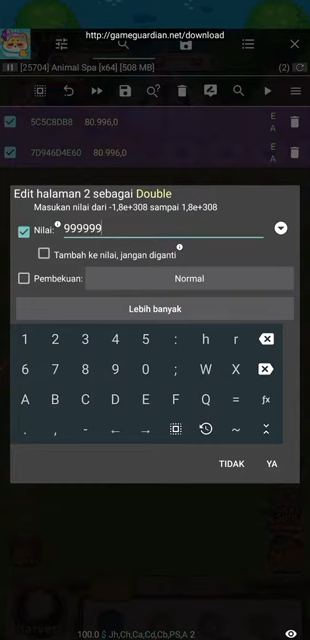 http://gameguardian.net/download
[25704] Animal Spa [x64] [508 MB] (2)
5C5C8DB8 80.996,0 E A
7D946D4E60 80.996,0 E A
Edit halaman 2 sebagai Double
Masukan nilai dari -1,8e+308 sampai 1,8e+308
Nilai: 999999
Tambah ke nilai, jangan diganti
Pembekuan: Normal
Lebih banyak
1 2 3 4 5 : h r
6 7 8 9 0 ; W X
A B C D E F Q = ƒx
. , - ← → ~
TIDAK YA
100.0 $ Jh,Ch,Ca,Cd,Cb,PS,A 2